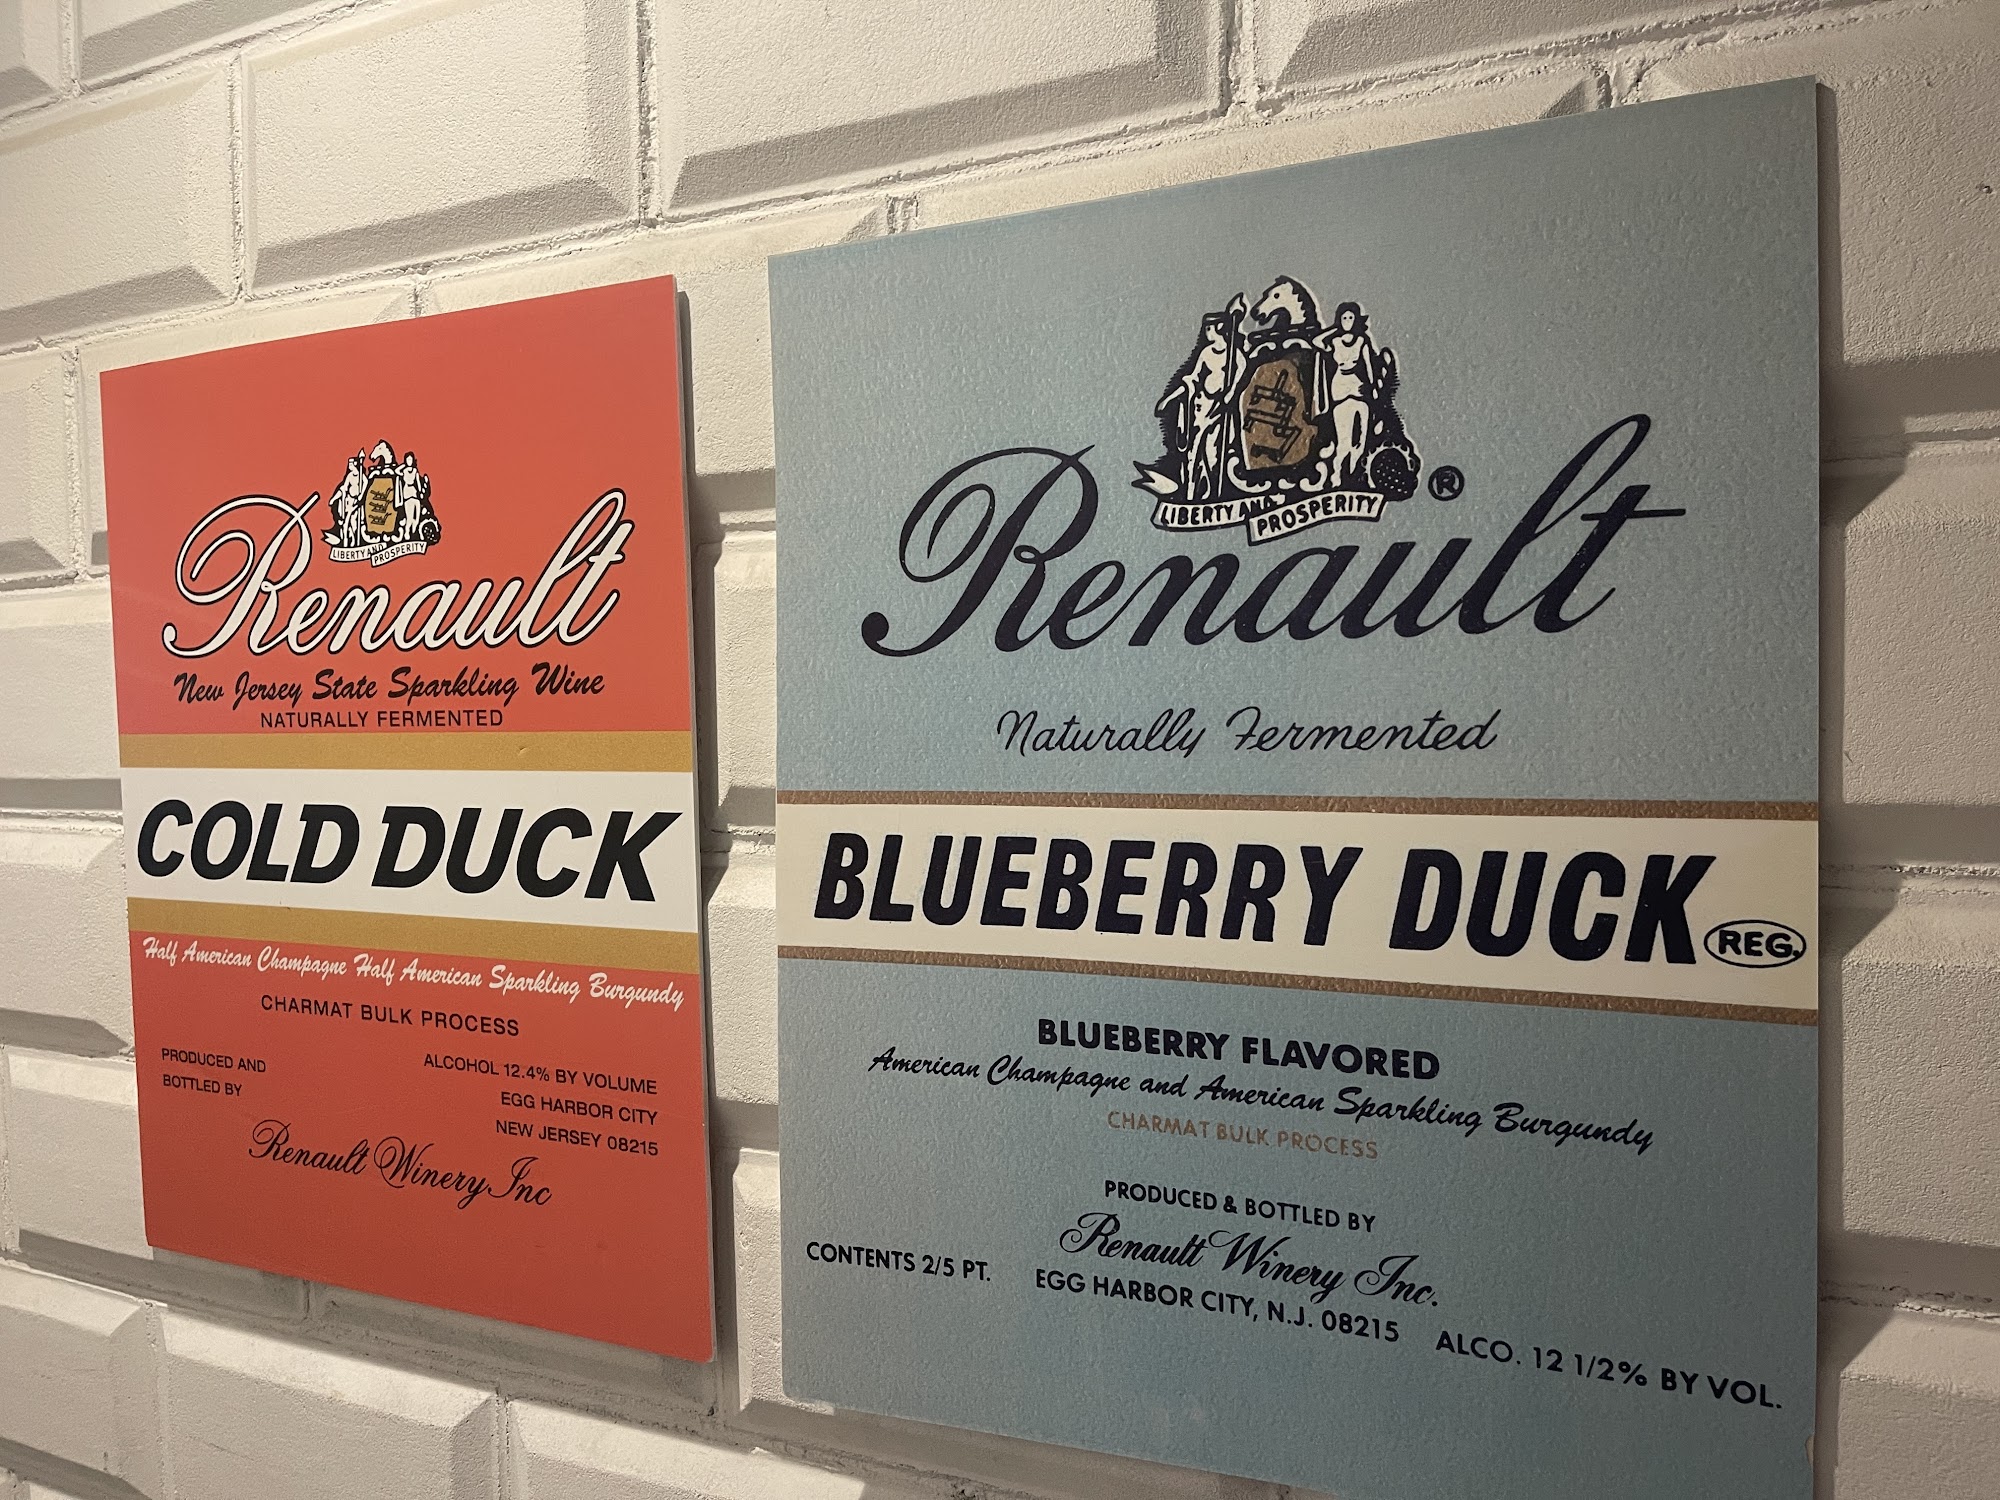 LIBERTY AND PROSPERITY
Renault
New Jersey State Sparkling Wine
NATURALLY FERMENTED
COLD DUCK
Half American Champagne Half American Sparkling Burgundy
CHARMAT BULK PROCESS
PRODUCED AND
BOTTLED BY
ALCOHOL 12.4% BY VOLUME
EGG HARBOR CITY
NEW JERSEY 08215
Renault Winery Inc
LIBERTY AND PROSPERITY
®
Renault
Naturally Fermented
BLUEBERRY DUCK REG.
BLUEBERRY FLAVORED
American Champagne and American Sparkling Burgundy
CHARMAT BULK PROCESS
PRODUCED & BOTTLED BY
Renault Winery Inc.
CONTENTS 2/5 PT.
EGG HARBOR CITY, N.J. 08215
ALCO. 12 1/2% BY VOL.